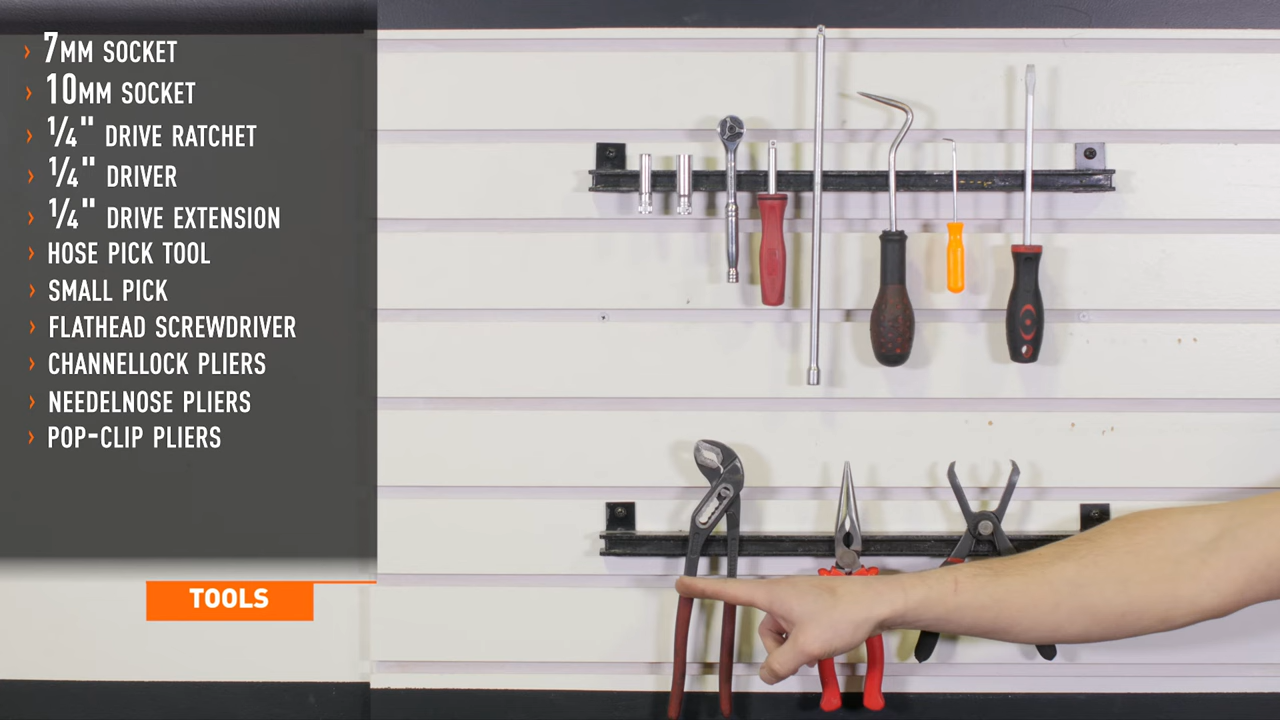 › 7MM SOCKET
› 10MM SOCKET
› ¼" DRIVE RATCHET
› ¼" DRIVER
› ¼" DRIVE EXTENSION
› HOSE PICK TOOL
› SMALL PICK
› FLATHEAD SCREWDRIVER
› CHANNELLOCK PLIERS
› NEEDELNOSE PLIERS
› POP-CLIP PLIERS
TOOLS